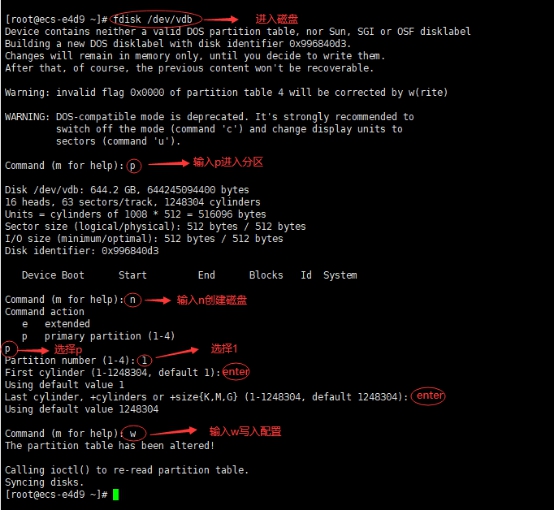 [root@ecs-e4d9 ~]# fdisk /dev/vdb 进入磁盘
Device contains neither a valid DOS partition table, nor Sun, SGI or OSF disklabel
Building a new DOS disklabel with disk identifier 0x996840d3.
Changes will remain in memory only, until you decide to write them.
After that, of course, the previous content won't be recoverable.
Warning: invalid flag 0x0000 of partition table 4 will be corrected by w(rite)
WARNING: DOS-compatible mode is deprecated. It's strongly recommended to
switch off the mode (command 'c') and change display units to
sectors (command 'u').
Command (m for help): p 输入p进入分区
Disk /dev/vdb: 644.2 GB, 644245094400 bytes
16 heads, 63 sectors/track, 1248304 cylinders
Units = cylinders of 1008 * 512 = 516096 bytes
Sector size (logical/physical): 512 bytes / 512 bytes
I/O size (minimum/optimal): 512 bytes / 512 bytes
Disk identifier: 0x996840d3
Device Boot Start End Blocks Id System
Command (m for help): n 输入n创建磁盘
Command action
e extended
p primary partition (1-4)
p 选择p
Partition number (1-4): 1 选择1
First cylinder (1-1248304, default 1): enter
Using default value 1
Last cylinder, +cylinders or +size{K,M,G} (1-1248304, default 1248304): enter
Using default value 1248304
Command (m for help): w 输入w写入配置
The partition table has been altered!
Calling ioctl() to re-read partition table.
Syncing disks.
[root@ecs-e4d9 ~]#